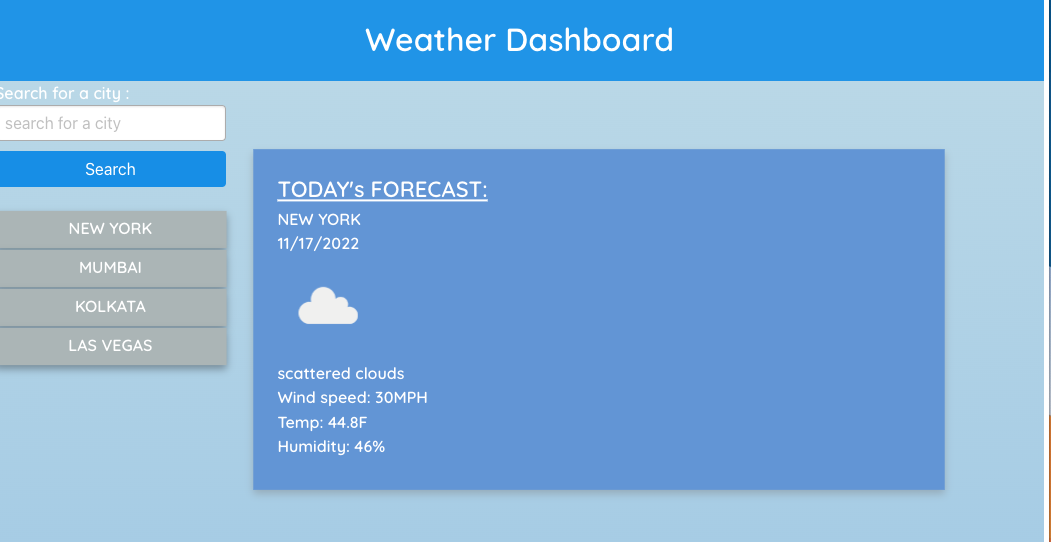 Weather Dashboard
Search for a city :
search for a city
Search
NEW YORK
MUMBAI
KOLKATA
LAS VEGAS
TODAY's FORECAST:
NEW YORK
11/17/2022
scattered clouds
Wind speed: 30MPH
Temp: 44.8F
Humidity: 46%